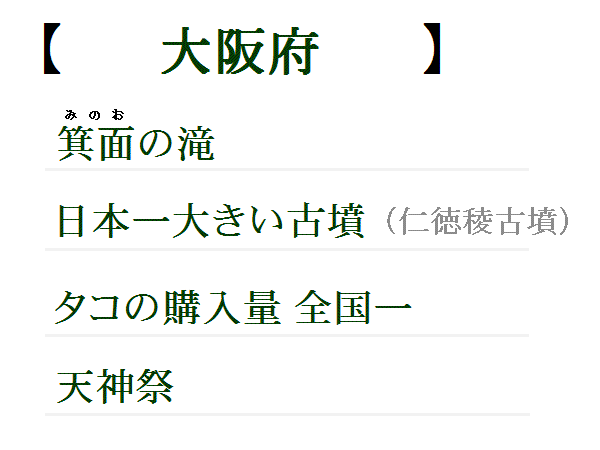 【 大阪府 】
みのお
箕面の滝
日本一大きい古墳（仁徳稜古墳）
タコの購入量 全国一
天神祭